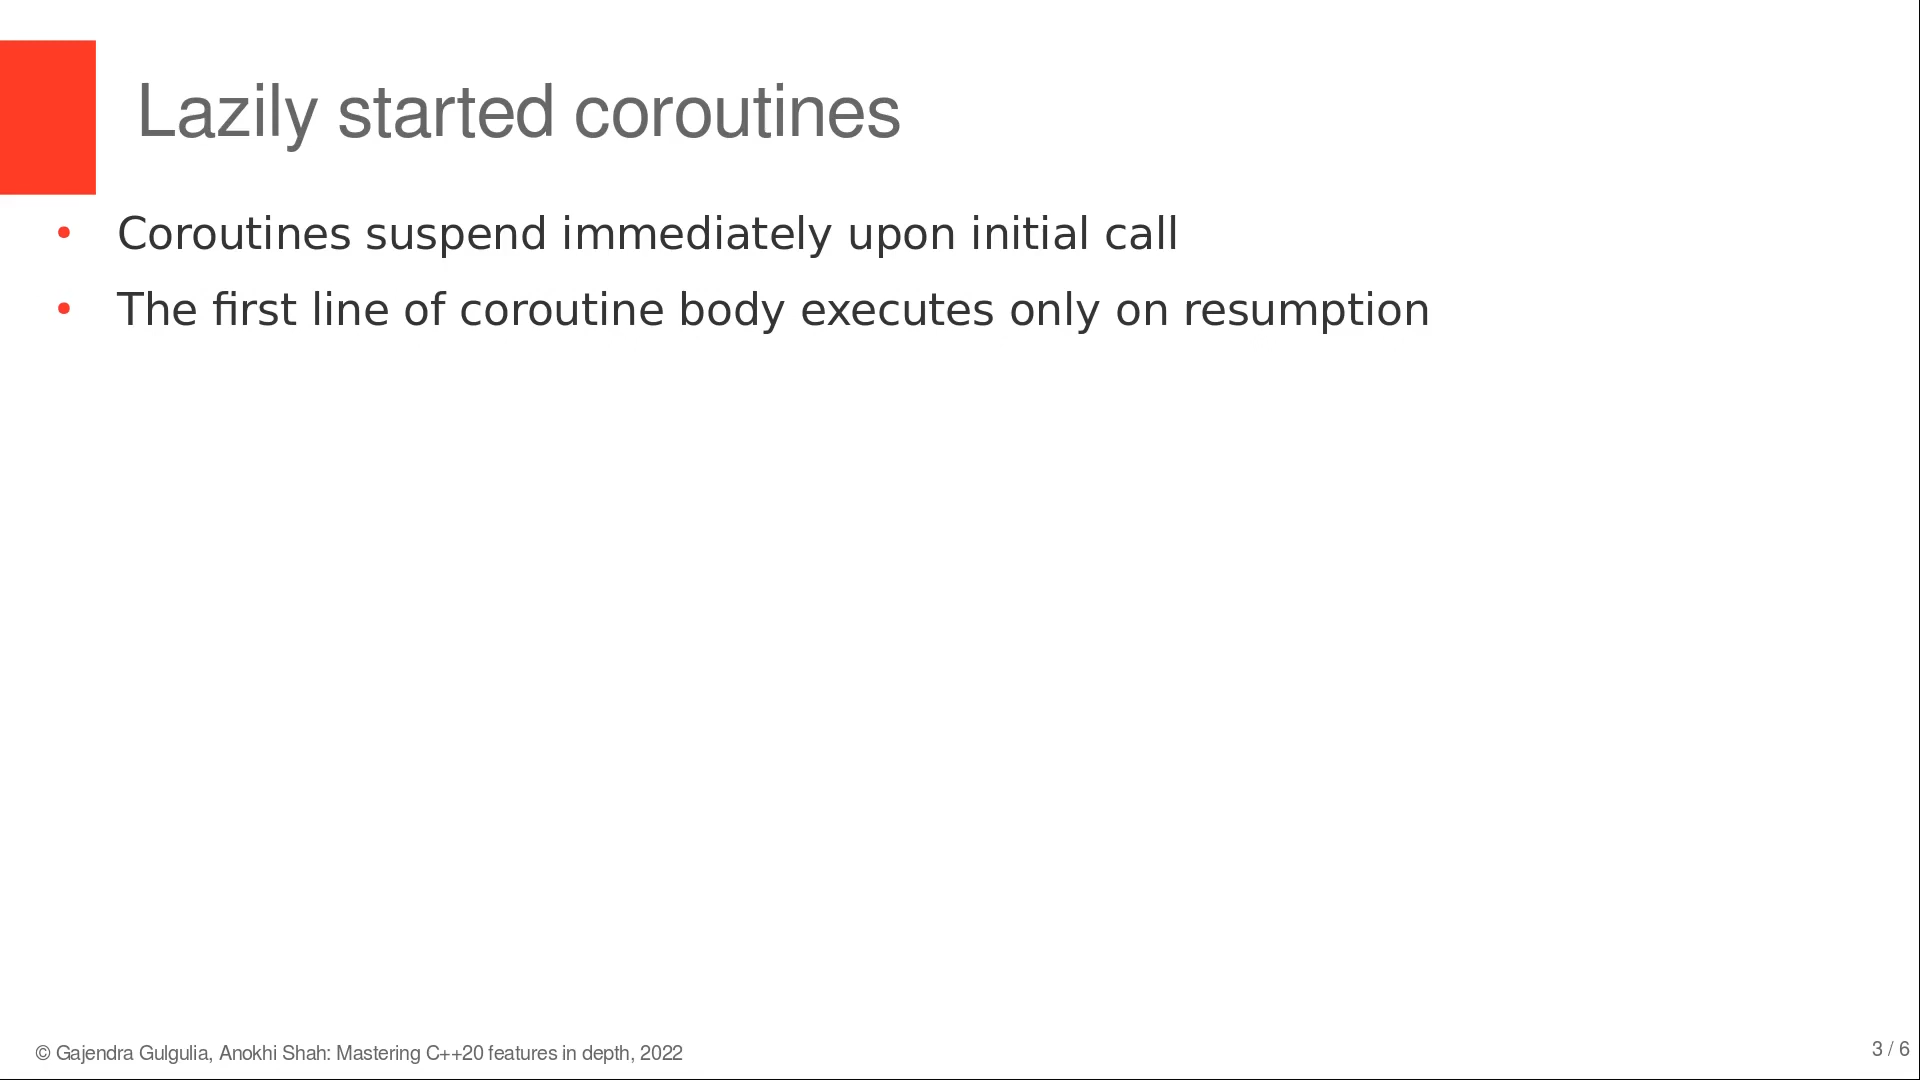 Lazily started coroutines
• Coroutines suspend immediately upon initial call
• The first line of coroutine body executes only on resumption
© Gajendra Gulgulia, Anokhi Shah: Mastering C++20 features in depth, 2022
3 / 6